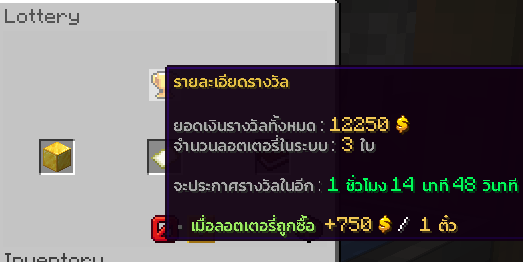 Lottery
รายละเอียดรางวัล
ยอดเงินรางวัลทั้งหมด : 12250 $
จำนวนลอตเตอรี่ในระบบ : 3 ใบ
จะประกาศรางวัลในอีก : 1 ชั่วโมง 14 นาที 48 วินาที
• เมื่อลอตเตอรี่ถูกซื้อ +750 $ / 1 ตั๋ว
Inventory